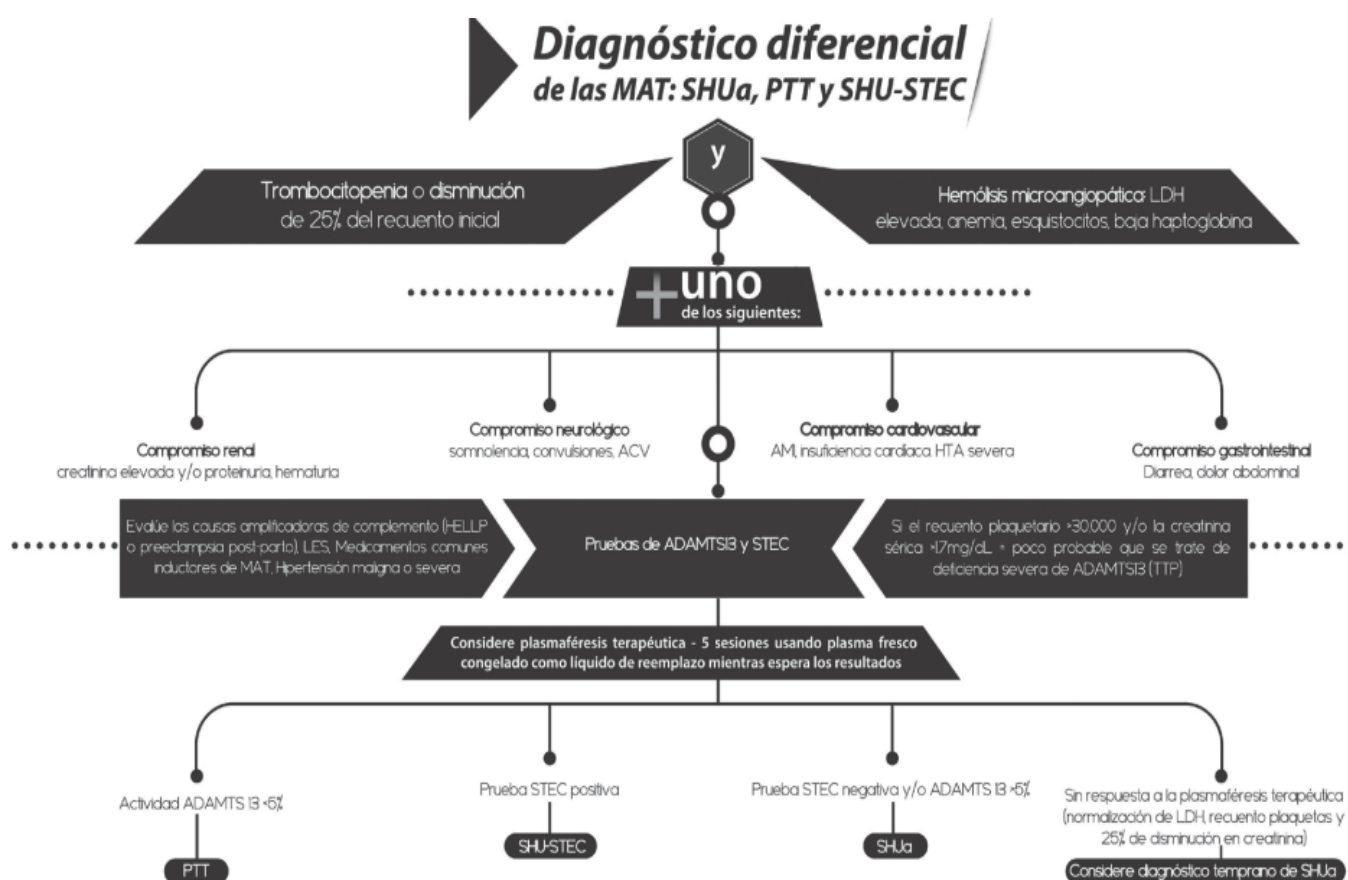 Diagnóstico diferencial
de las MAT: SHUa, PTT y SHU-STEC
y
Trombocitopenia o disminución
de 25% del recuento inicial
Hemólisis microangiopática: LDH
elevada, anemia, esquistocitos, baja haptoglobina
+uno
de los siguientes:
Compromiso renal
creatinina elevada y/o proteinuria, hematuria
Compromiso neurológico
somnolencia, convulsiones, ACV
Compromiso cardiovascular
AMI, insuficiencia cardíaca HTA severa
Compromiso gastrointestinal
Diarrea, dolor abdominal
Evalúe las causas amplificadoras de complemento (HELLP
o preeclampsia post-parto), LES, Medicamentos comunes
inductores de MAT, Hipertensión maligna o severa
Pruebas de ADAMTS13 y STEC
Si el recuento plaquetario >30.000 y/o la creatinina
sérica >1.7mg/dL = poco probable que se trate de
deficiencia severa de ADAMTS13 (TTP)
Considere plasmaféresis terapéutica - 5 sesiones usando plasma fresco
congelado como líquido de reemplazo mientras espera los resultados
Actividad ADAMTS 13 <5%
PTT
Prueba STEC positiva
SHU-STEC
Prueba STEC negativa y/o ADAMTS 13 >5%
SHUa
Sin respuesta a la plasmaféresis terapéutica
(normalización de LDH, recuento plaquetas y
25% de disminución en creatinina)
Considere diagnóstico temprano de SHUa